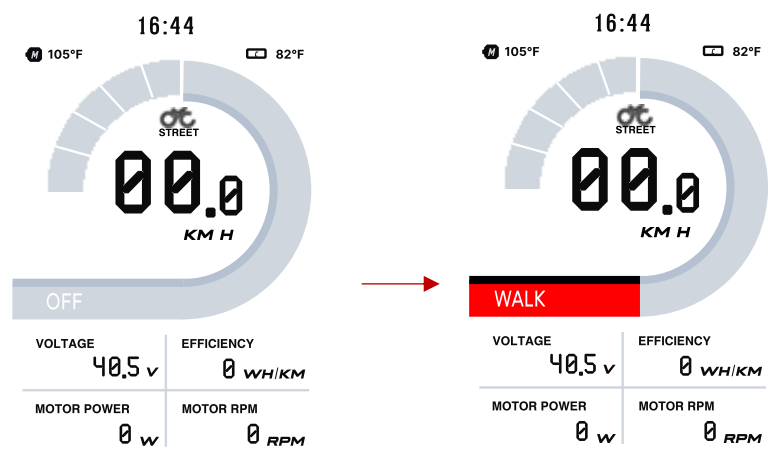 16:44
M 105°F
C 82°F
STREET
00.0
KM H
OFF
VOLTAGE
40.5 V
EFFICIENCY
0 WH/KM
MOTOR POWER
0 W
MOTOR RPM
0 RPM
16:44
M 105°F
C 82°F
STREET
00.0
KM H
WALK
VOLTAGE
40.5 V
EFFICIENCY
0 WH/KM
MOTOR POWER
0 W
MOTOR RPM
0 RPM